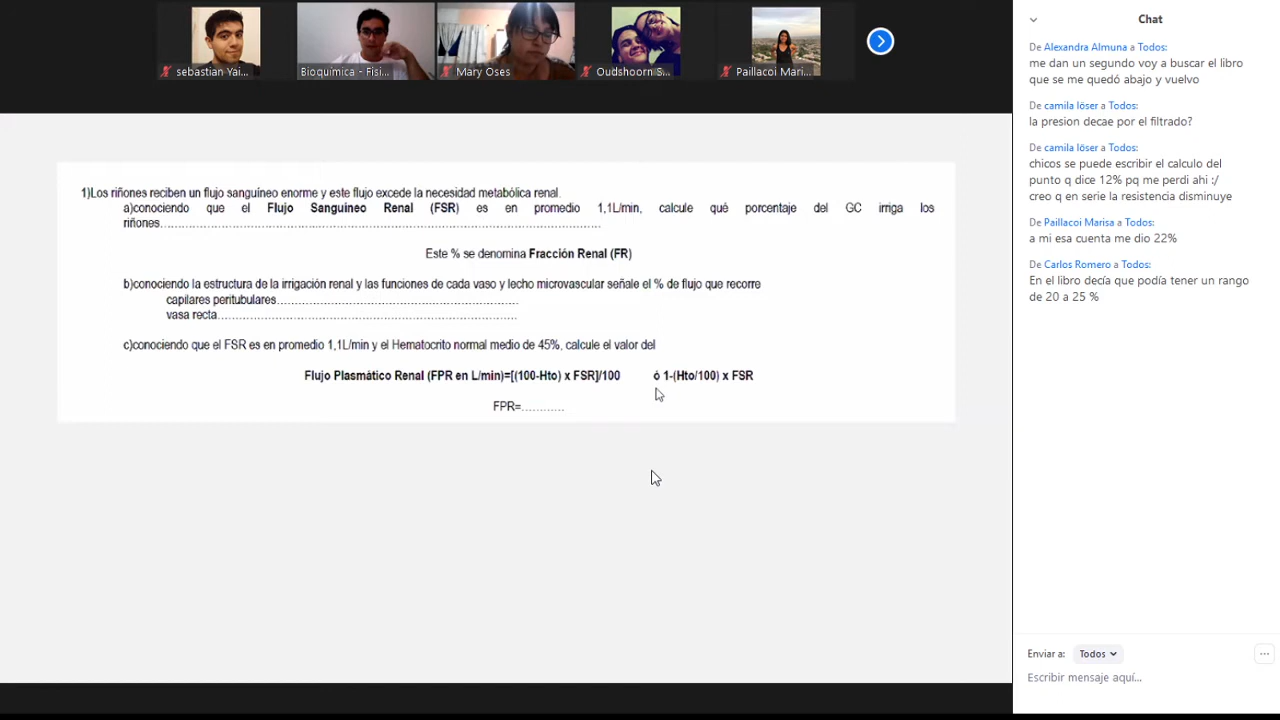 sebastian Yai...
Bioquímica - Fisi...
Mary Oses
Oudshoorn S...
Paillacoi Mari...
1)Los riñones reciben un flujo sanguíneo enorme y este flujo excede la necesidad metabólica renal.
a)conociendo que el Flujo Sanguíneo Renal (FSR) es en promedio 1,1L/min, calcule qué porcentaje del GC irriga los
riñones....................................................................................................
Este % se denomina Fracción Renal (FR)
b)conociendo la estructura de la irrigación renal y las funciones de cada vaso y lecho microvascular señale el % de flujo que recorre
capilares peritubulares.......................................................
vasa recta.....................................................................
c)conociendo que el FSR es en promedio 1,1L/min y el Hematocrito normal medio de 45%, calcule el valor del
Flujo Plasmático Renal (FPR en L/min)=[(100-Hto) x FSR]/100 ó 1-(Hto/100) x FSR
FPR=............
Chat
De Alexandra Almuna a Todos:
me dan un segundo voy a buscar el libro
que se me quedó abajo y vuelvo
De camila löser a Todos:
la presion decae por el filtrado?
De camila löser a Todos:
chicos se puede escribir el calculo del
punto q dice 12% pq me perdi ahi :/
creo q en serie la resistencia disminuye
De Paillacoi Marisa a Todos:
a mi esa cuenta me dio 22%
De Carlos Romero a Todos:
En el libro decía que podía tener un rango
de 20 a 25 %
Enviar a: Todos
Escribir mensaje aquí...